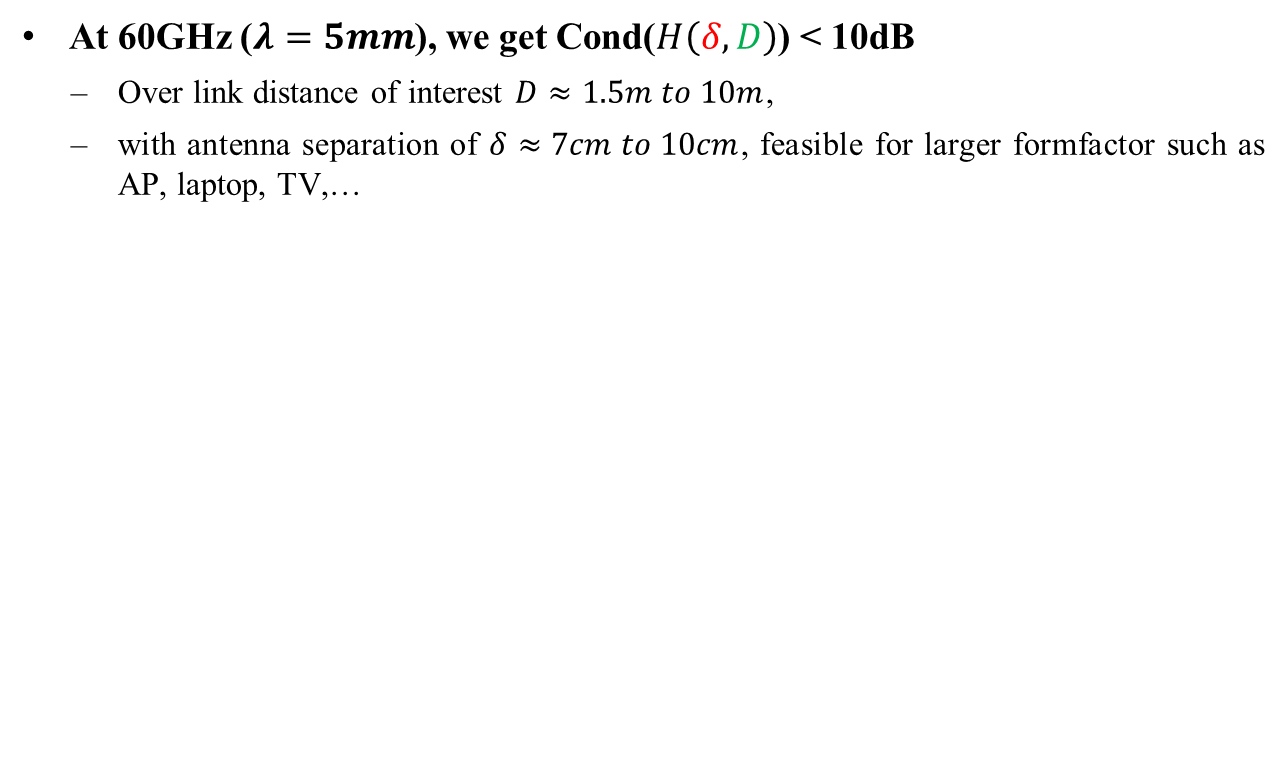 • At 60GHz (λ = 5mm), we get Cond(H(δ, D)) < 10dB
– Over link distance of interest D ≈ 1.5m to 10m,
– with antenna separation of δ ≈ 7cm to 10cm, feasible for larger formfactor such as
AP, laptop, TV,…